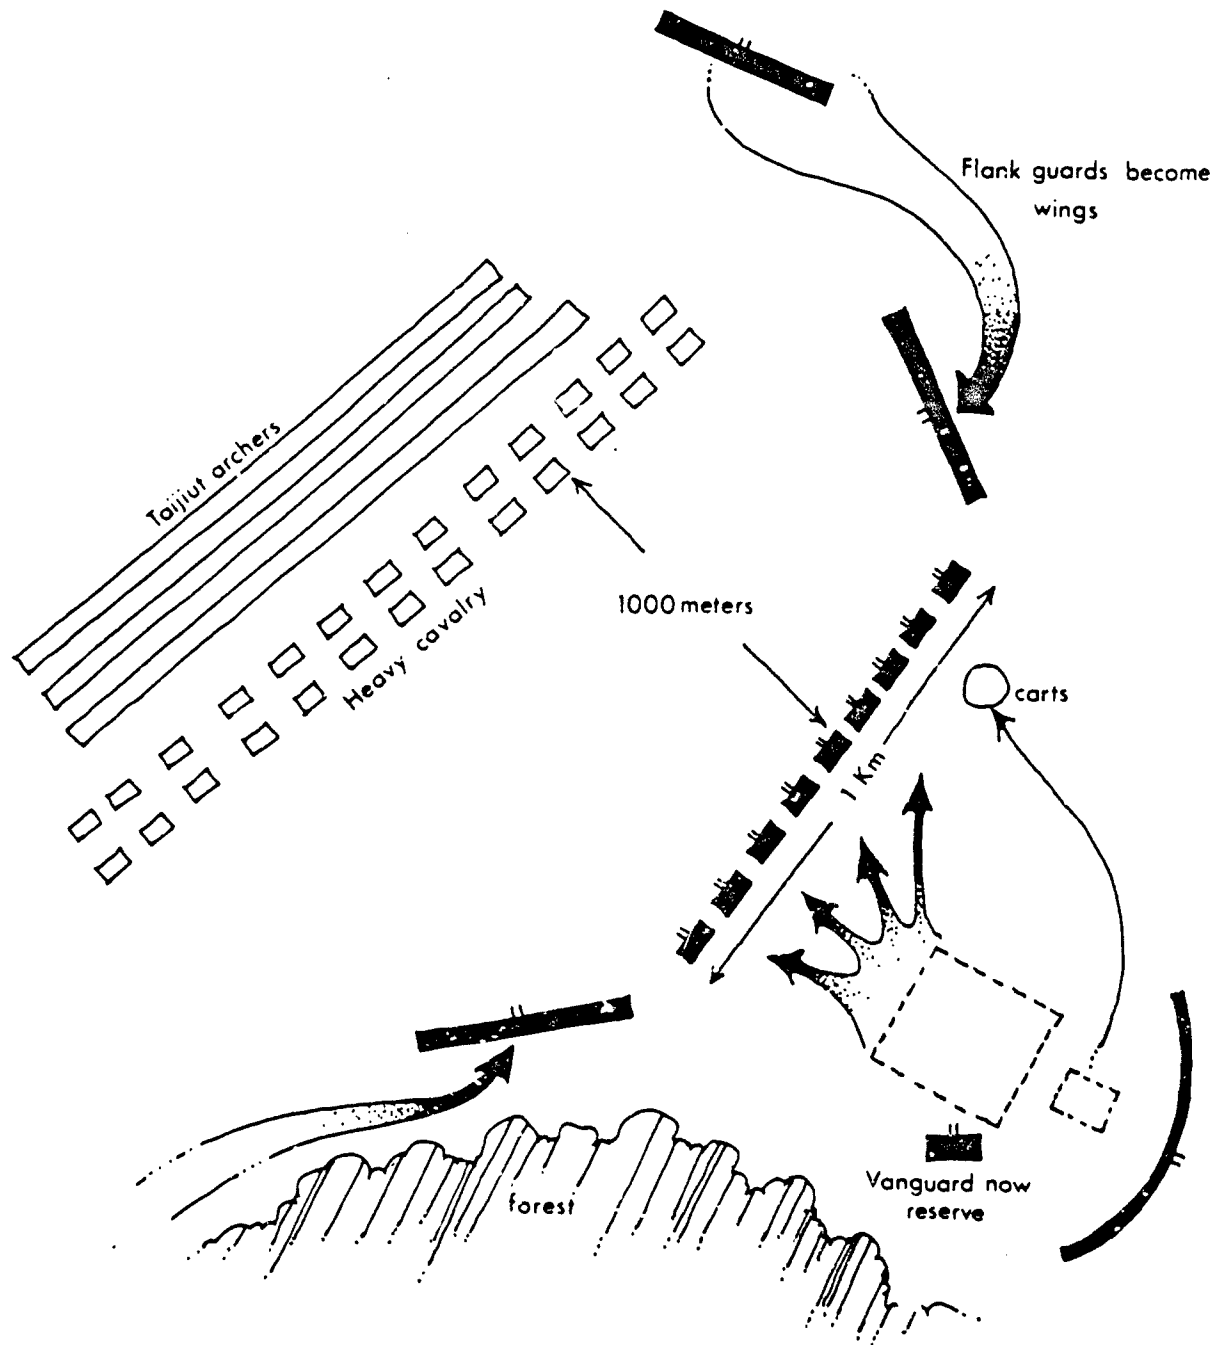 Flank guards become
wings
Taijiut archers
Heavy cavalry
1000 meters
carts
1 Km
forest
Vanguard now
reserve